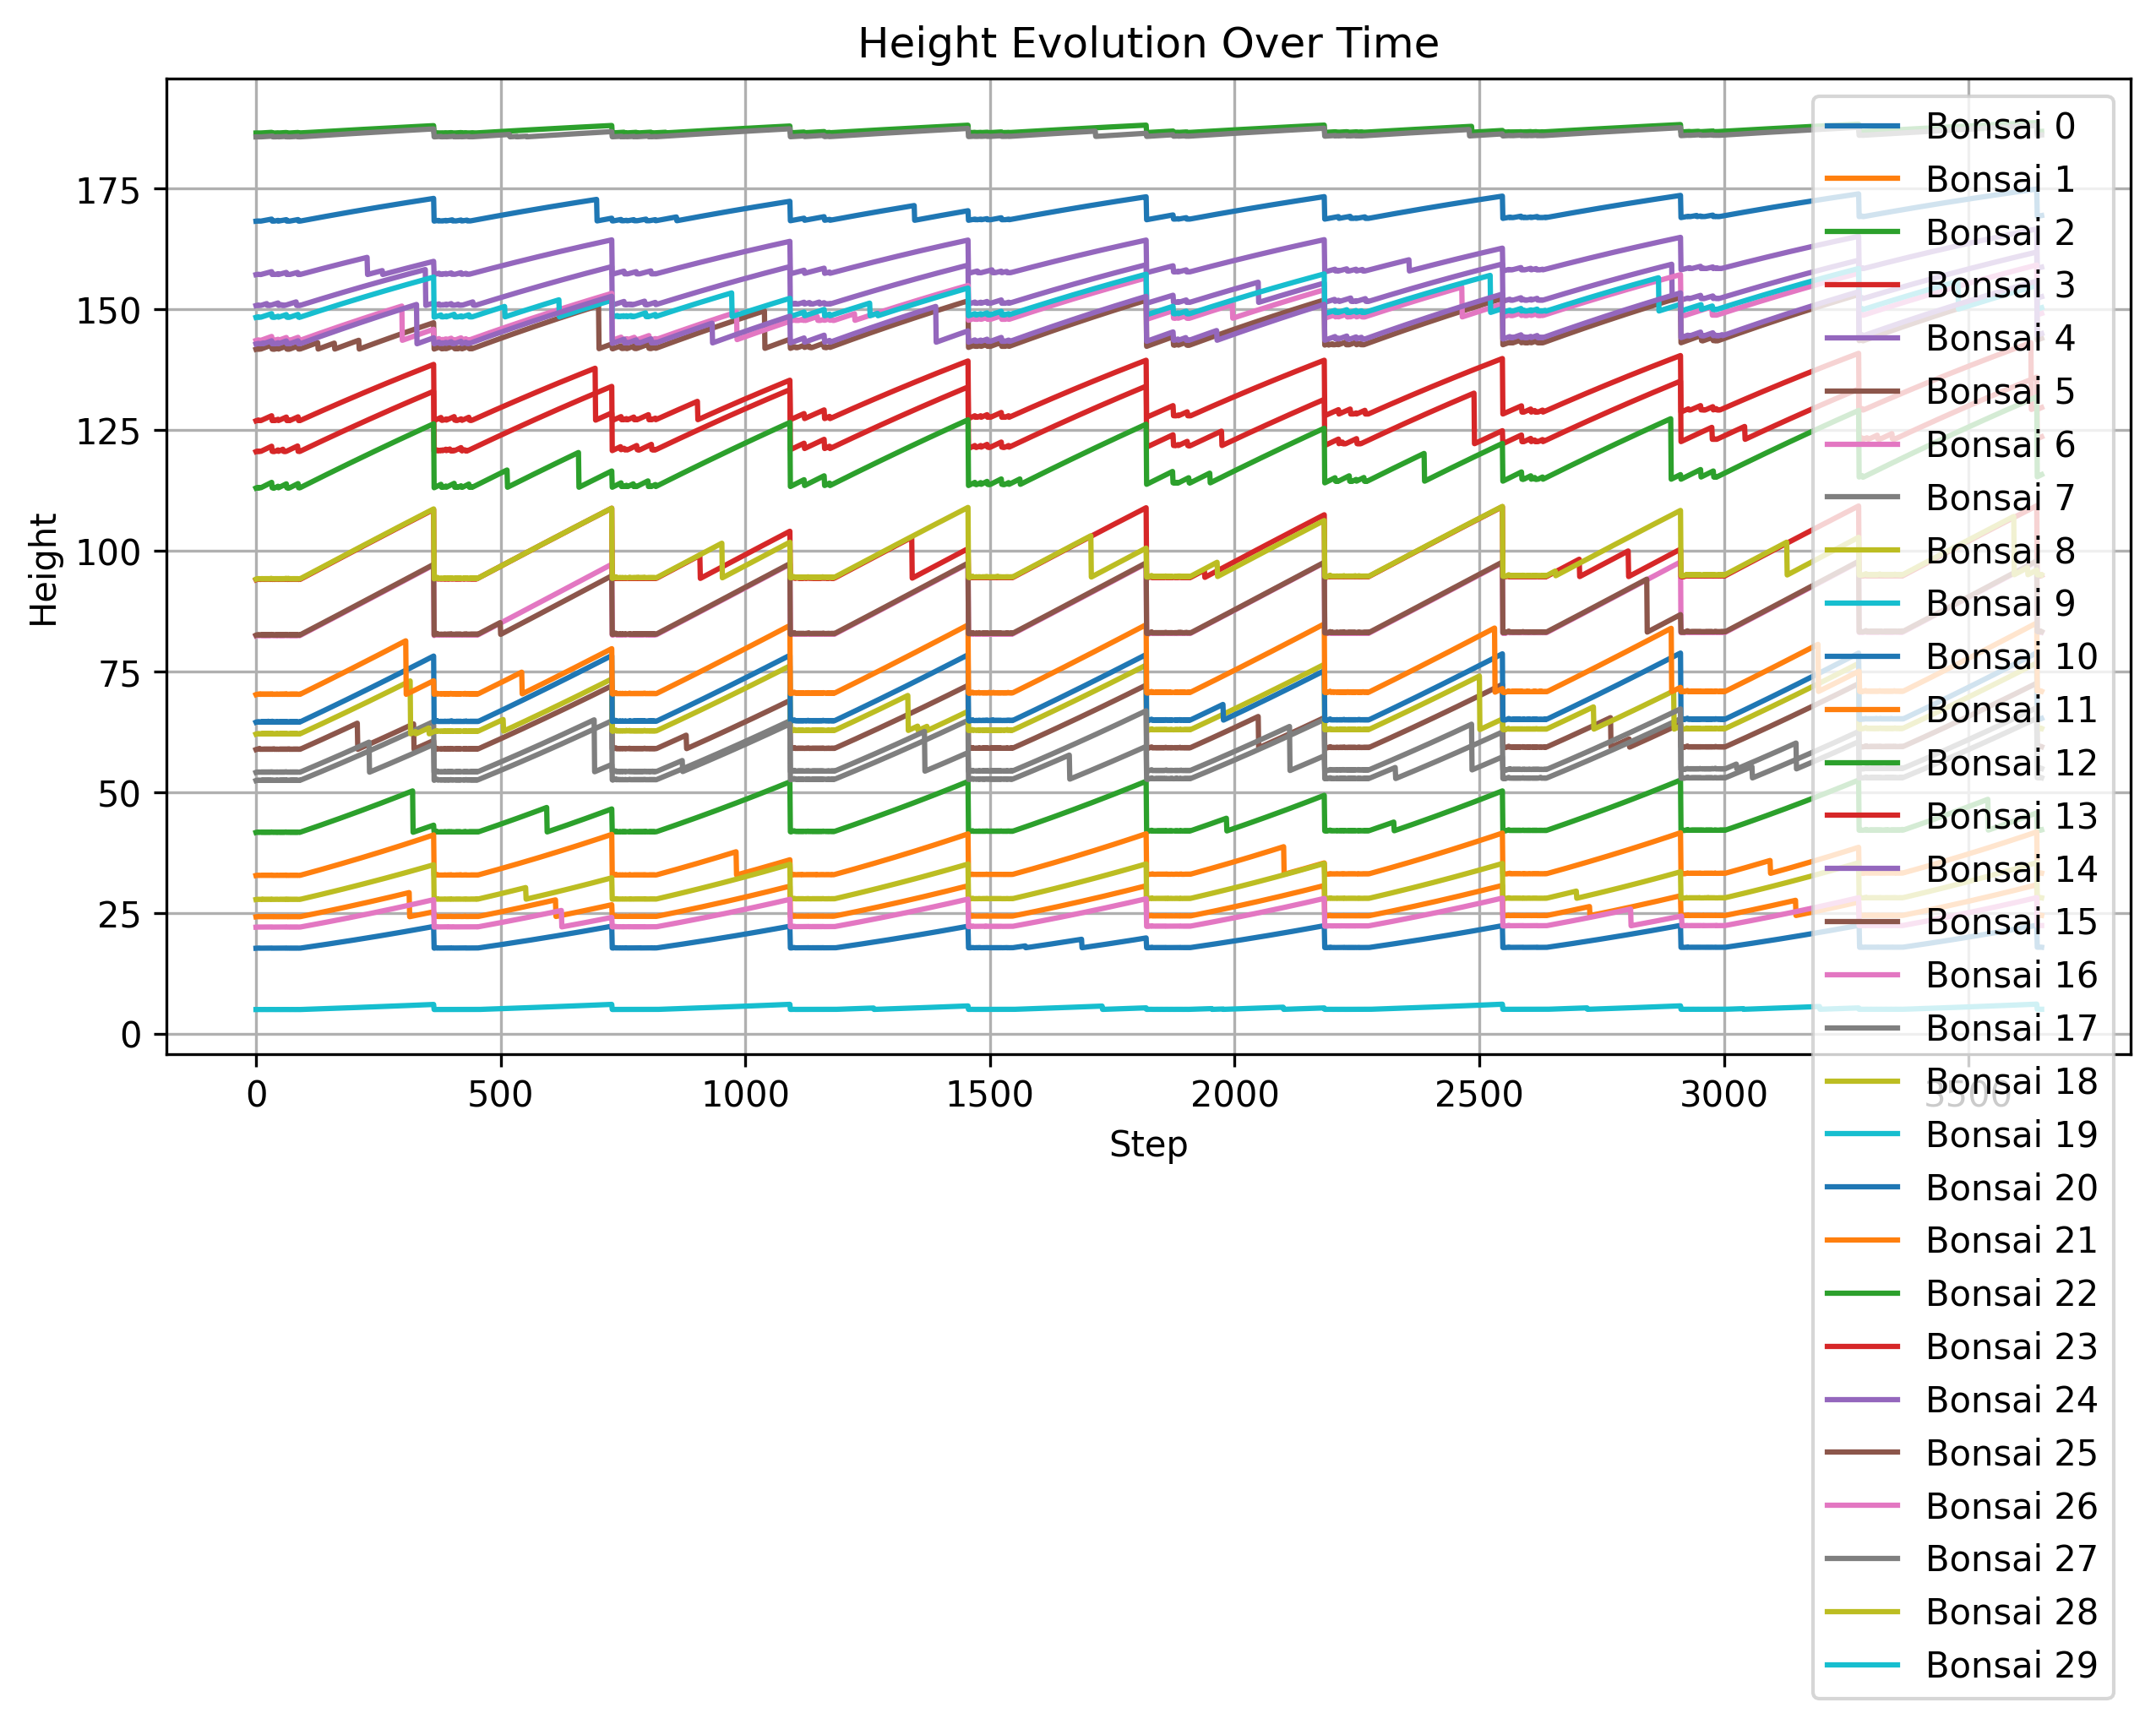 Height Evolution Over Time
Height
175
150
125
100
75
50
25
0
0
500
1000
1500
2000
2500
3000
3500
Step
Bonsai 0
Bonsai 1
Bonsai 2
Bonsai 3
Bonsai 4
Bonsai 5
Bonsai 6
Bonsai 7
Bonsai 8
Bonsai 9
Bonsai 10
Bonsai 11
Bonsai 12
Bonsai 13
Bonsai 14
Bonsai 15
Bonsai 16
Bonsai 17
Bonsai 18
Bonsai 19
Bonsai 20
Bonsai 21
Bonsai 22
Bonsai 23
Bonsai 24
Bonsai 25
Bonsai 26
Bonsai 27
Bonsai 28
Bonsai 29